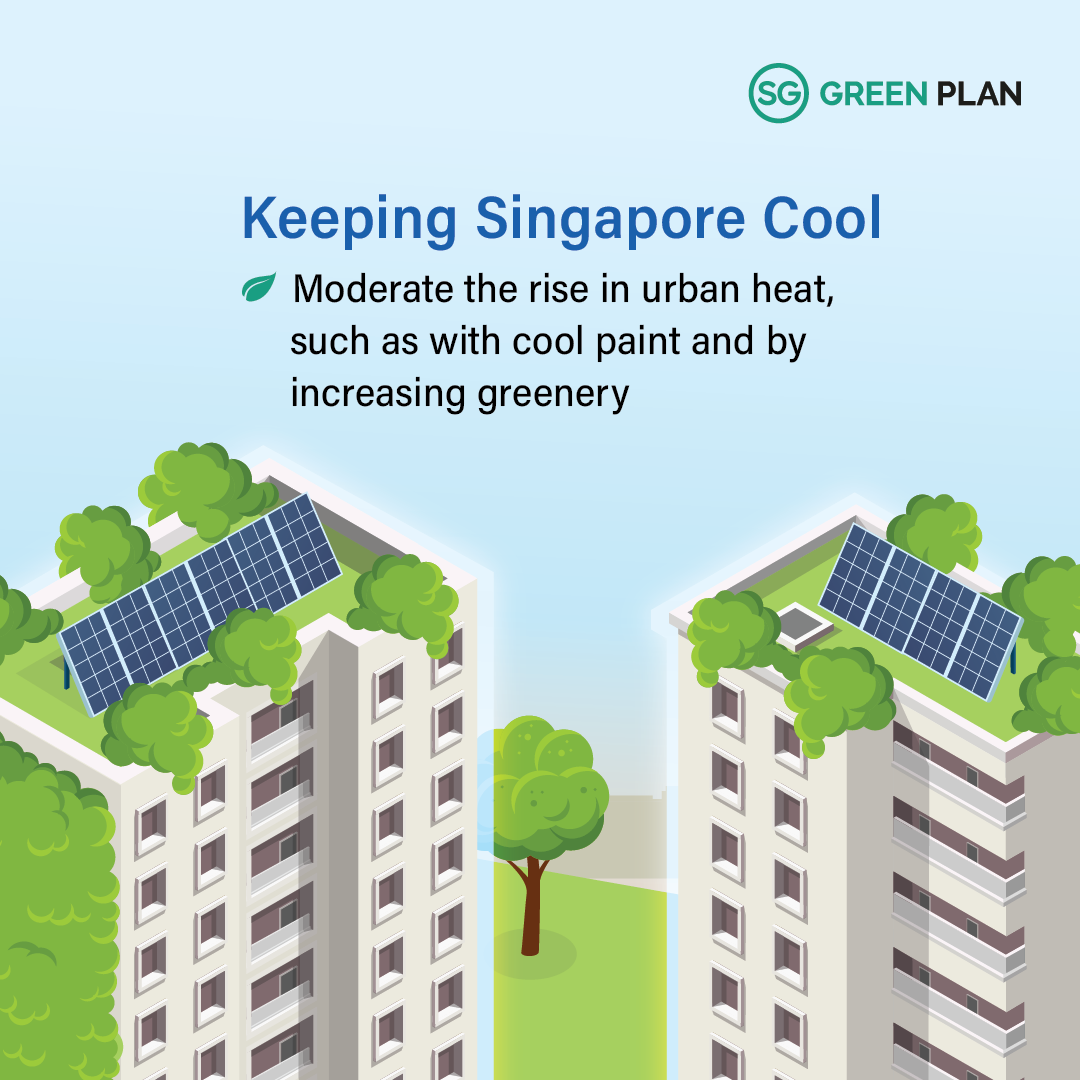 SG GREEN PLAN
Keeping Singapore Cool
Moderate the rise in urban heat,
such as with cool paint and by
increasing greenery